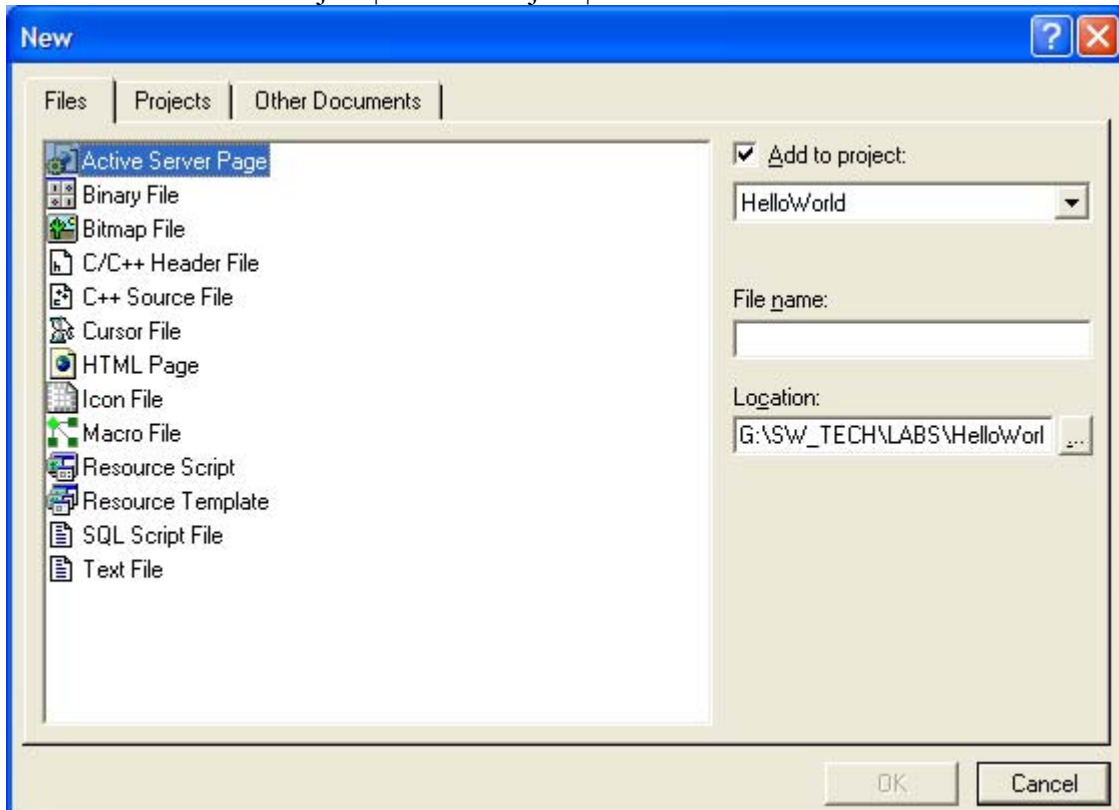 New
Files Projects Other Documents
Active Server Page
Binary File
Bitmap File
C/C++ Header File
C++ Source File
Cursor File
HTML Page
Icon File
Macro File
Resource Script
Resource Template
SQL Script File
Text File
Add to project:
HelloWorld
File name:
Location:
G:\SW_TECH\LABS\HelloWorl ...
OK Cancel